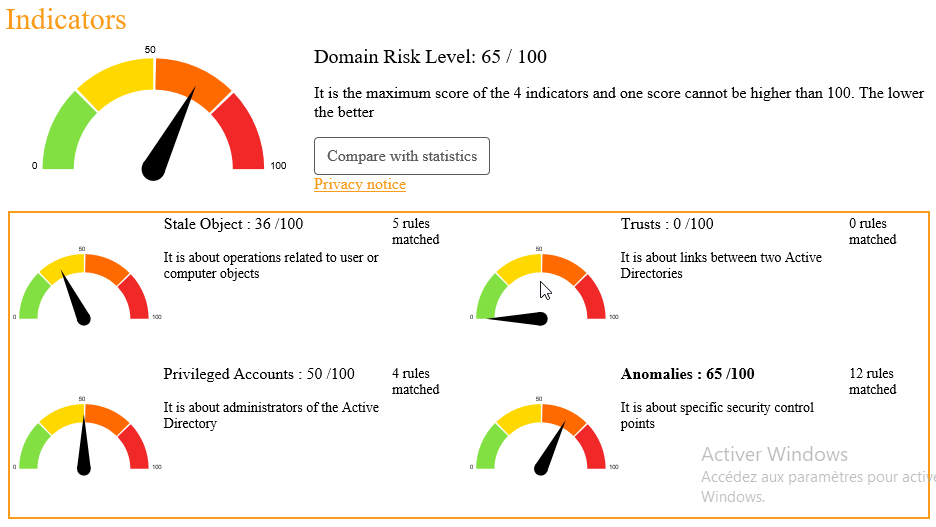 Indicators
50
0
100
Domain Risk Level: 65 / 100
It is the maximum score of the 4 indicators and one score cannot be higher than 100. The lower
the better
Compare with statistics
Privacy notice
Stale Object : 36 /100
5 rules
matched
It is about operations related to user or
computer objects
50
0
100
Trusts : 0 /100
0 rules
matched
It is about links between two Active
Directories
50
0
100
Privileged Accounts : 50 /100
4 rules
matched
It is about administrators of the Active
Directory
50
0
100
Anomalies : 65 /100
12 rules
matched
It is about specific security control
points
50
0
100
Activer Windows
Accédez aux paramètres pour active
Windows.